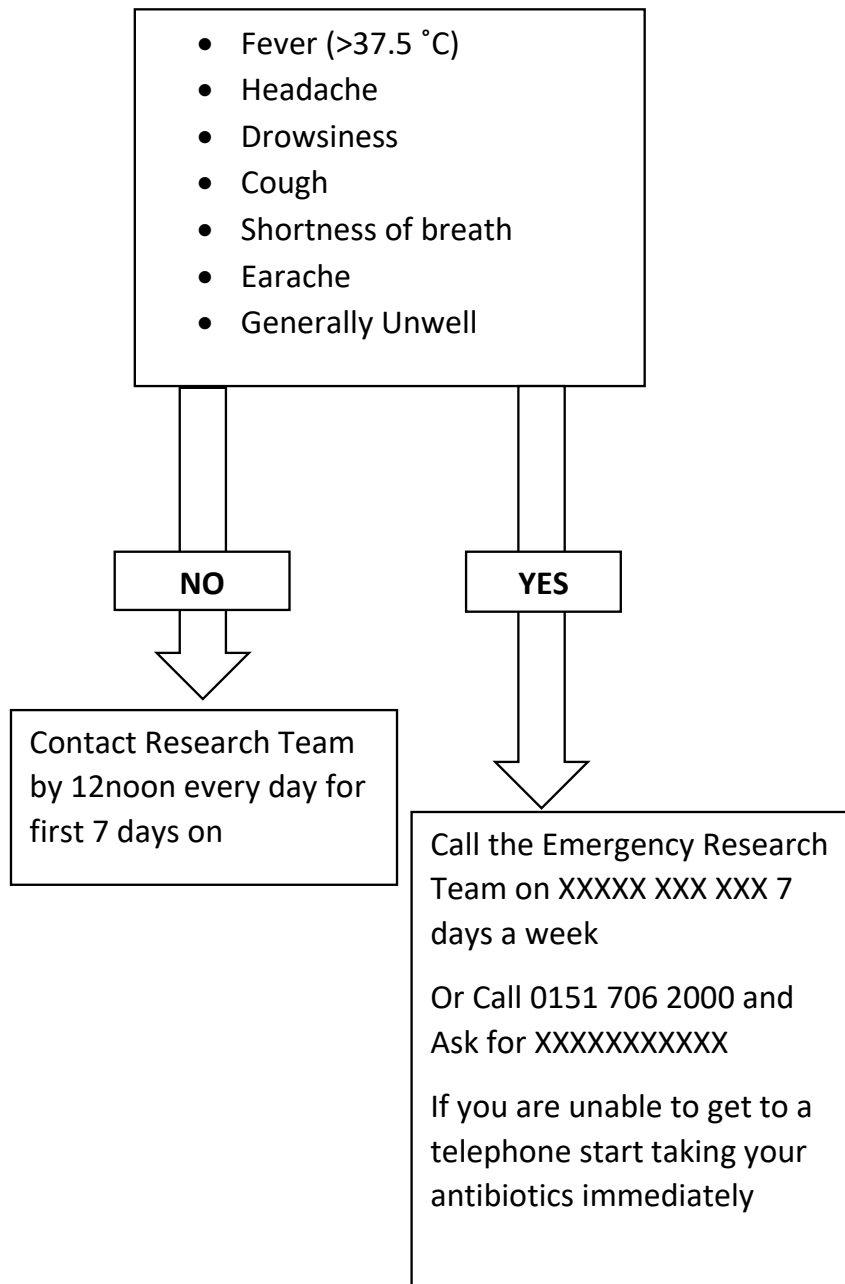 • Fever (>37.5 ˚C)
• Headache
• Drowsiness
• Cough
• Shortness of breath
• Earache
• Generally Unwell
NO
YES
Contact Research Team
by 12noon every day for
first 7 days on
Call the Emergency Research
Team on XXXXX XXX XXX 7
days a week
Or Call 0151 706 2000 and
Ask for XXXXXXXXXXX
If you are unable to get to a
telephone start taking your
antibiotics immediately